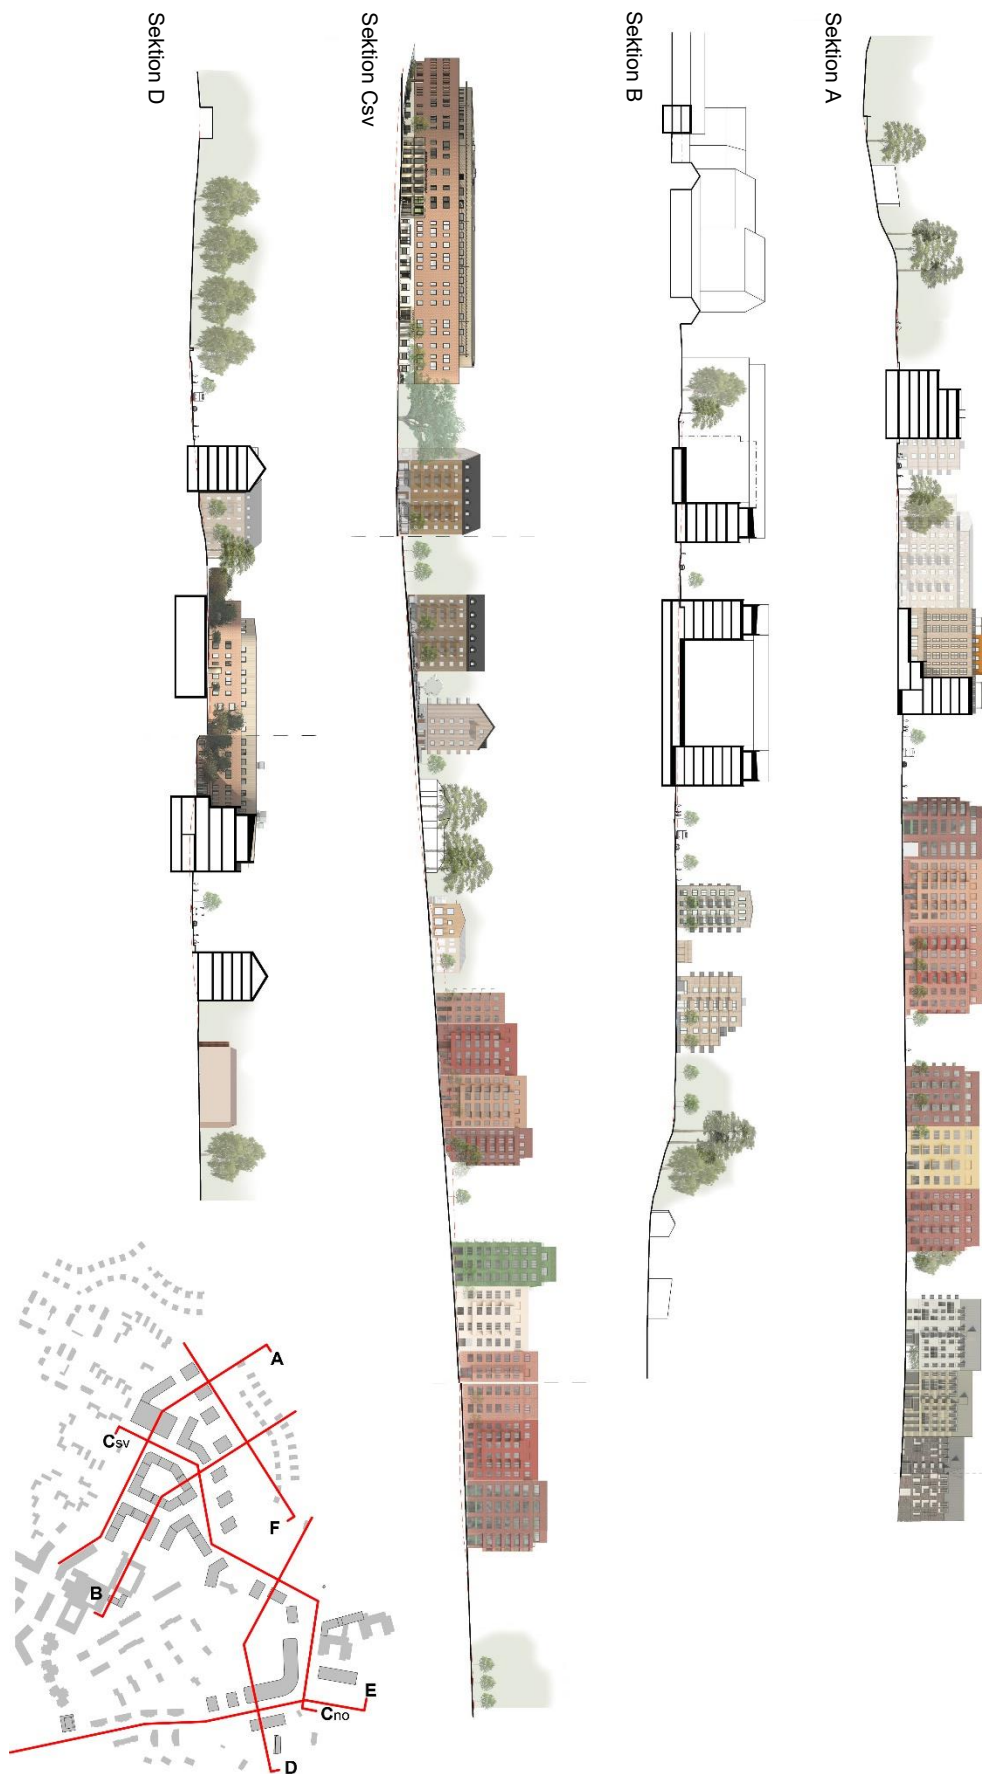 Sektion A
Sektion B
Sektion Csv
Sektion D
A
Csv
F
B
E
Cno
D